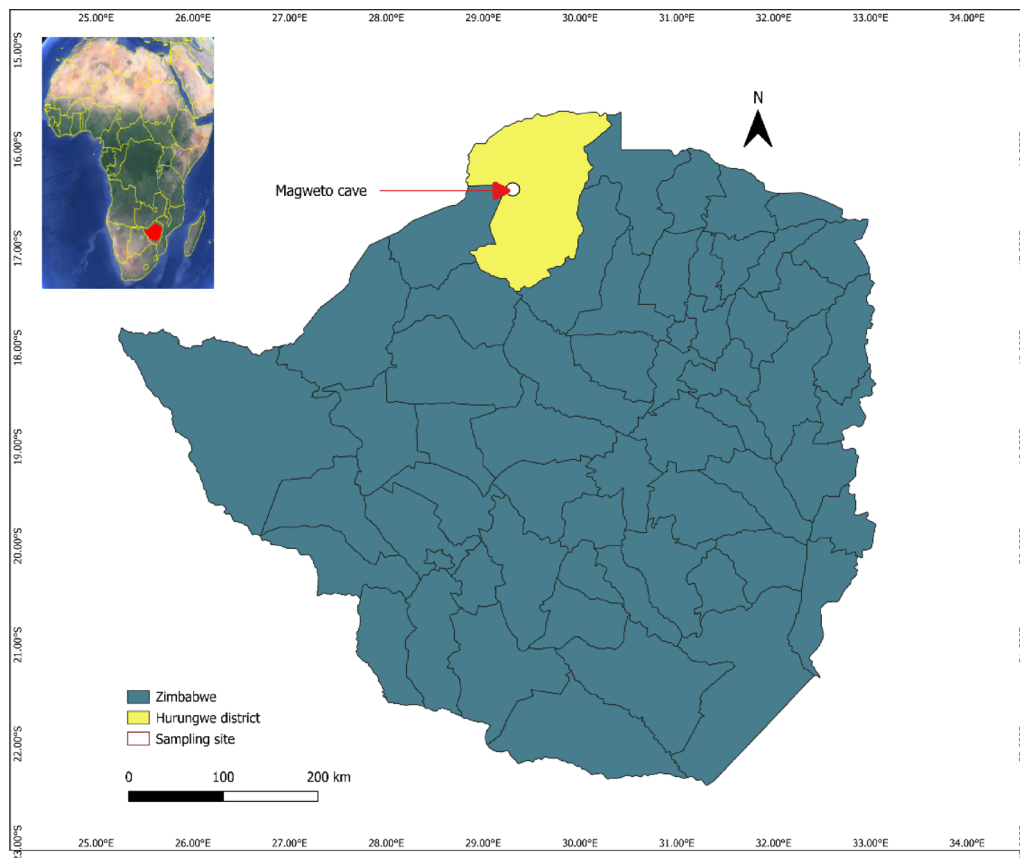 25.00°E 26.00°E 27.00°E 28.00°E 29.00°E 30.00°E 31.00°E 32.00°E 33.00°E 34.00°E
15.00°S
16.00°S
17.00°S
18.00°S
19.00°S
20.00°S
21.00°S
22.00°S
23.00°S
N
Magweto cave
Zimbabwe
Hurungwe district
Sampling site
0 100 200 km
25.00°E 26.00°E 27.00°E 28.00°E 29.00°E 30.00°E 31.00°E 32.00°E 33.00°E 34.00°E